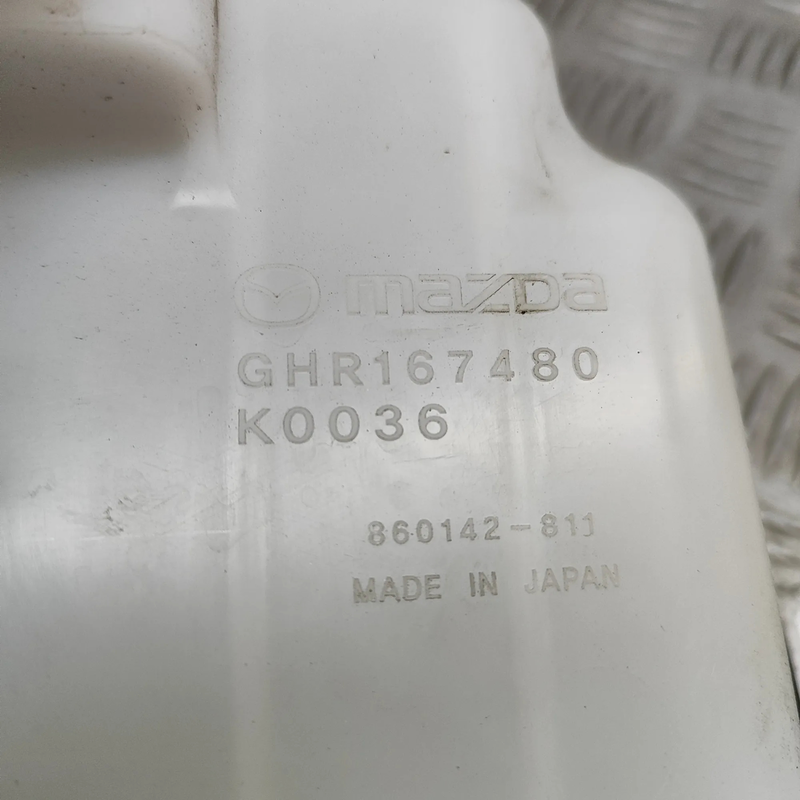 mazda
GHR167480
K0036
860142-811
MADE IN JAPAN